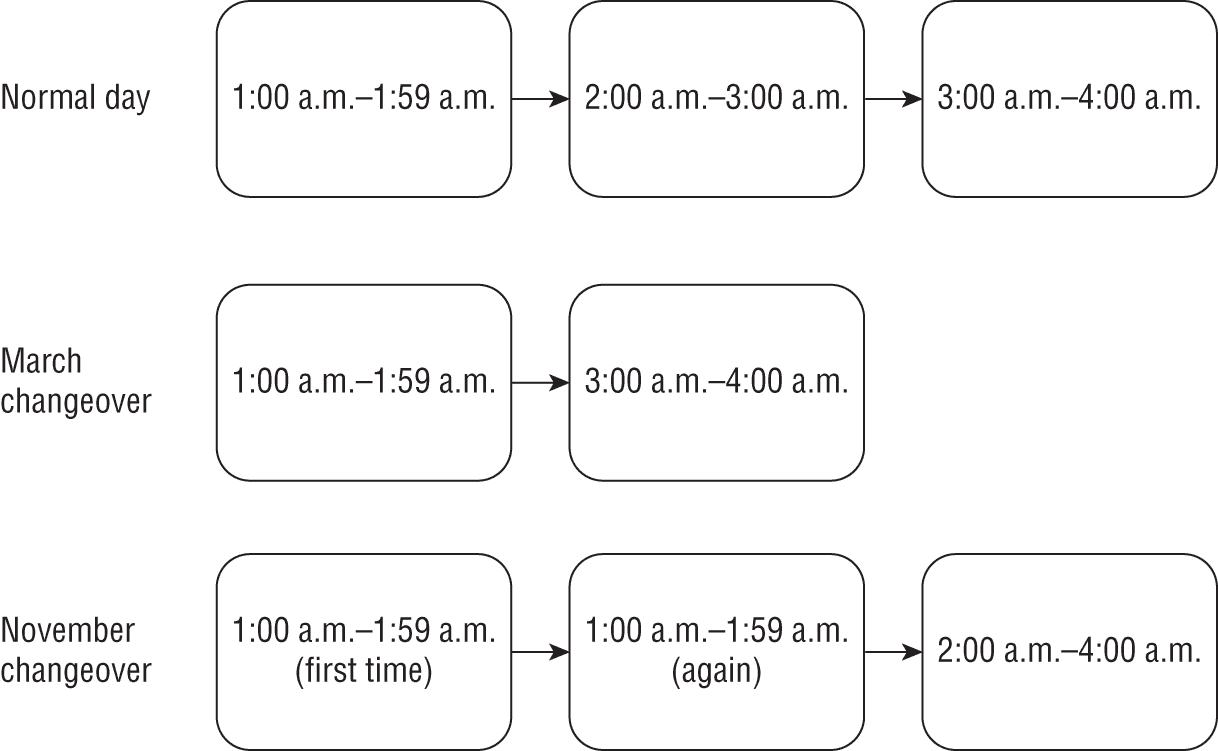 Normal day
1:00 a.m.–1:59 a.m.
2:00 a.m.–3:00 a.m.
3:00 a.m.–4:00 a.m.
March
changeover
1:00 a.m.–1:59 a.m.
3:00 a.m.–4:00 a.m.
November
changeover
1:00 a.m.–1:59 a.m.
(first time)
1:00 a.m.–1:59 a.m.
(again)
2:00 a.m.–4:00 a.m.